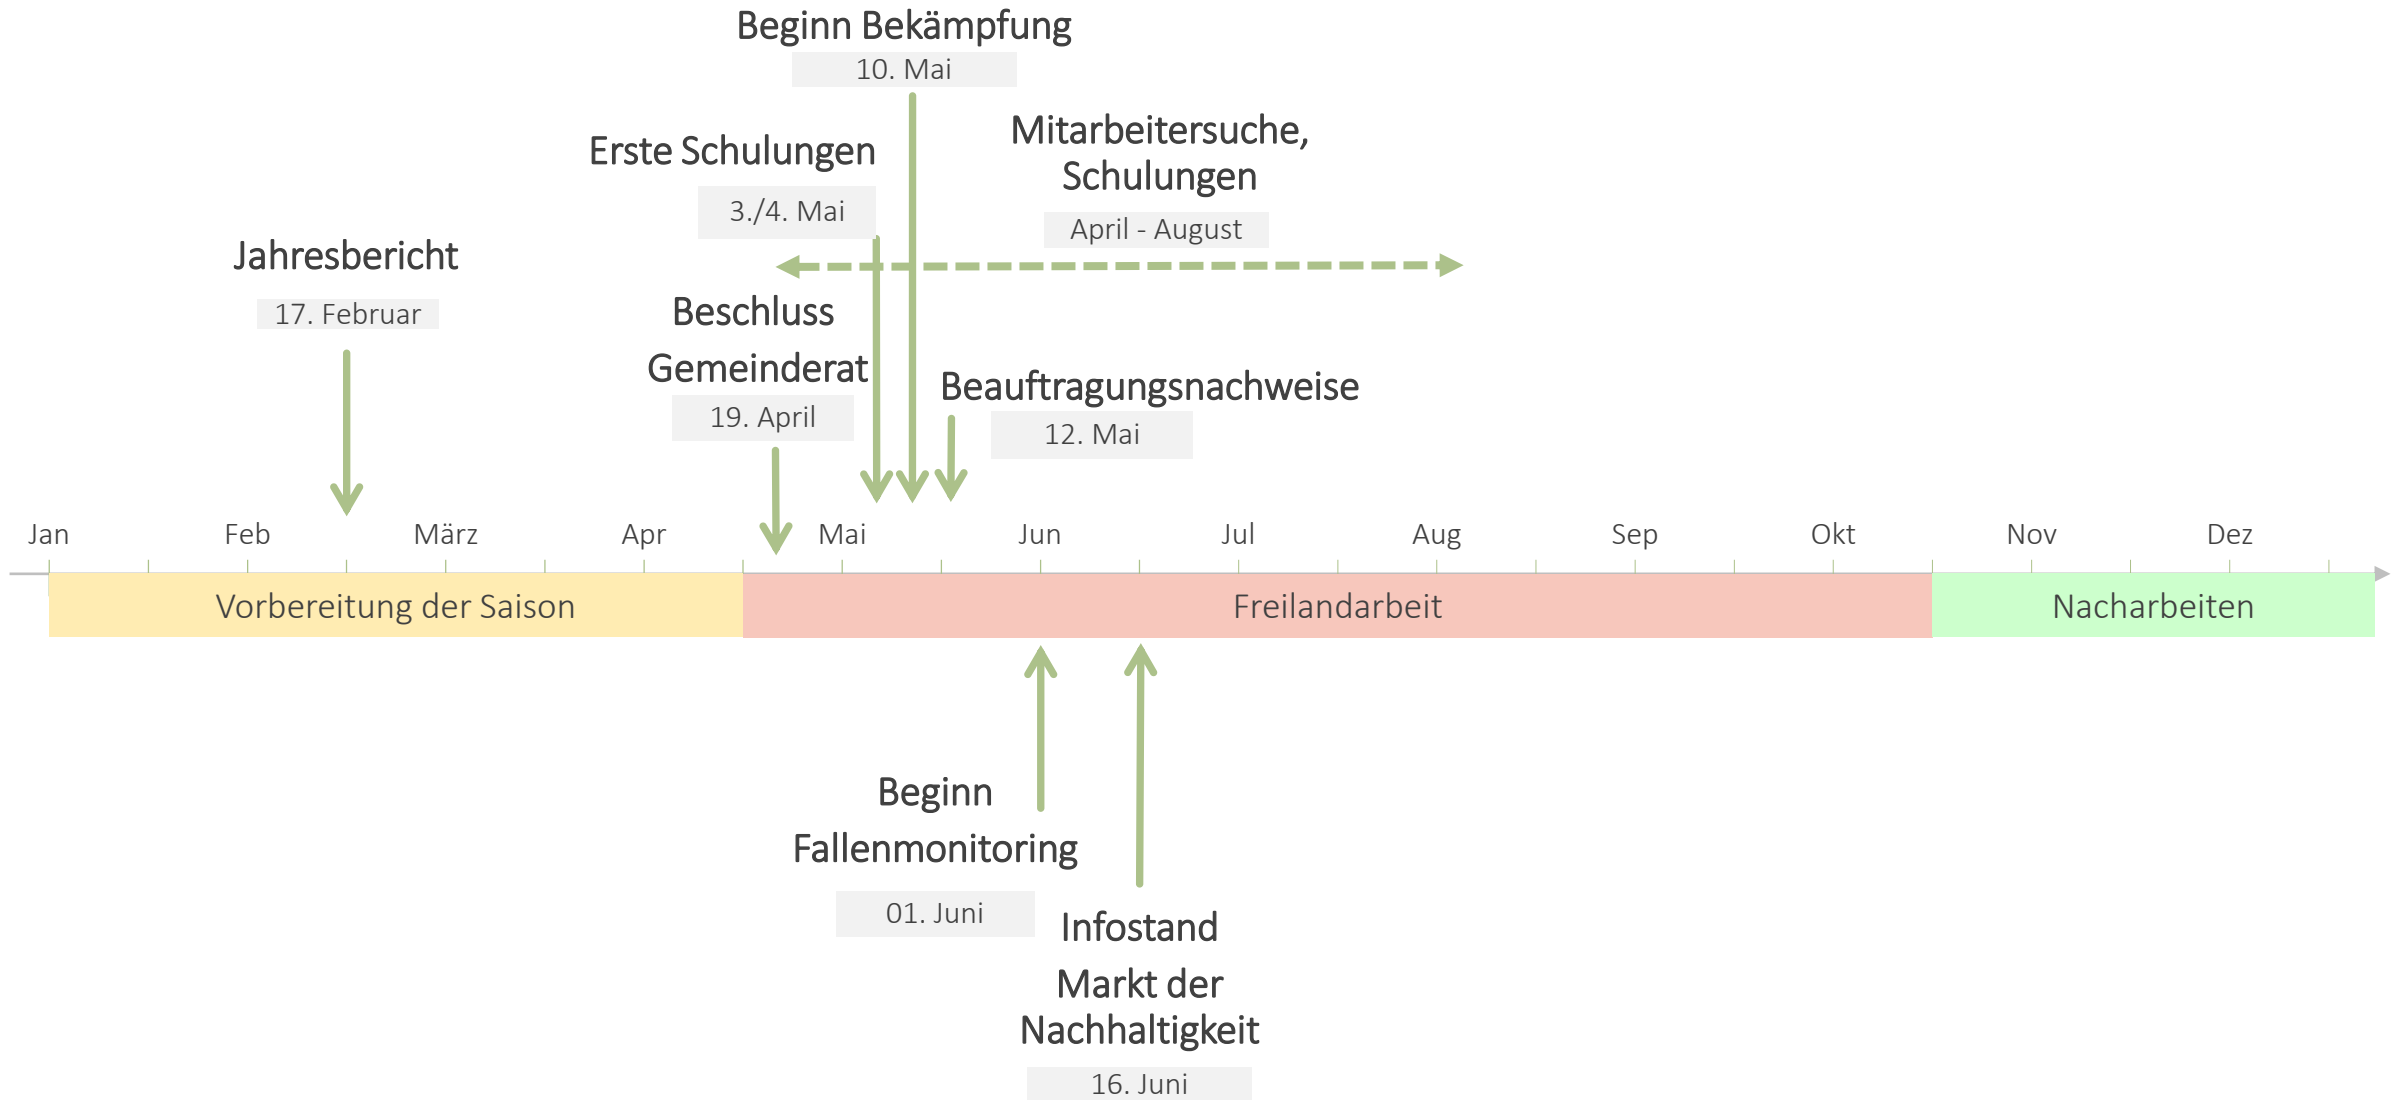 Beginn Bekämpfung
10. Mai
Erste Schulungen
3./4. Mai
Mitarbeitersuche,
Schulungen
April - August
Jahresbericht
17. Februar
Beschluss
Gemeinderat
19. April
Beauftragungsnachweise
12. Mai
Jan Feb März Apr Mai Jun Jul Aug Sep Okt Nov Dez
Vorbereitung der Saison Freilandarbeit Nacharbeiten
Beginn
Fallenmonitoring
01. Juni
Infostand
Markt der
Nachhaltigkeit
16. Juni